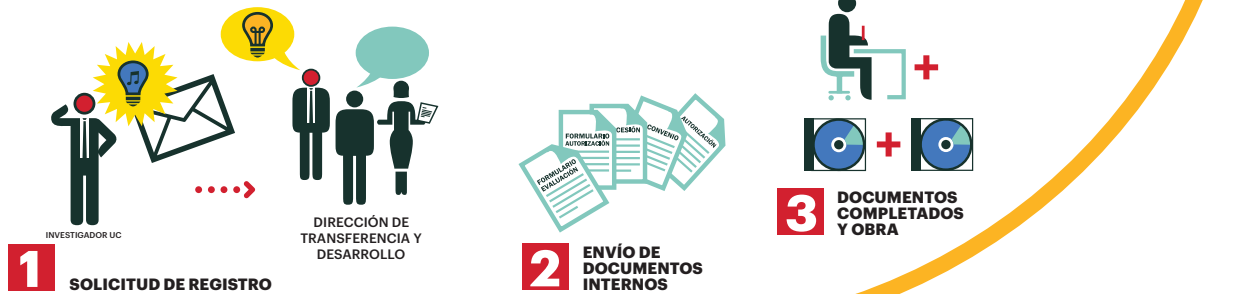 INVESTIGADOR UC
DIRECCIÓN DE
TRANSFERENCIA Y
DESARROLLO
1
SOLICITUD DE REGISTRO
FORMULARIO
EVALUACIÓN
FORMULARIO
AUTORIZACIÓN
CESIÓN
CONVENIO
AUTORIZACIÓN
2
ENVÍO DE
DOCUMENTOS
INTERNOS
3
DOCUMENTOS
COMPLETADOS
Y OBRA